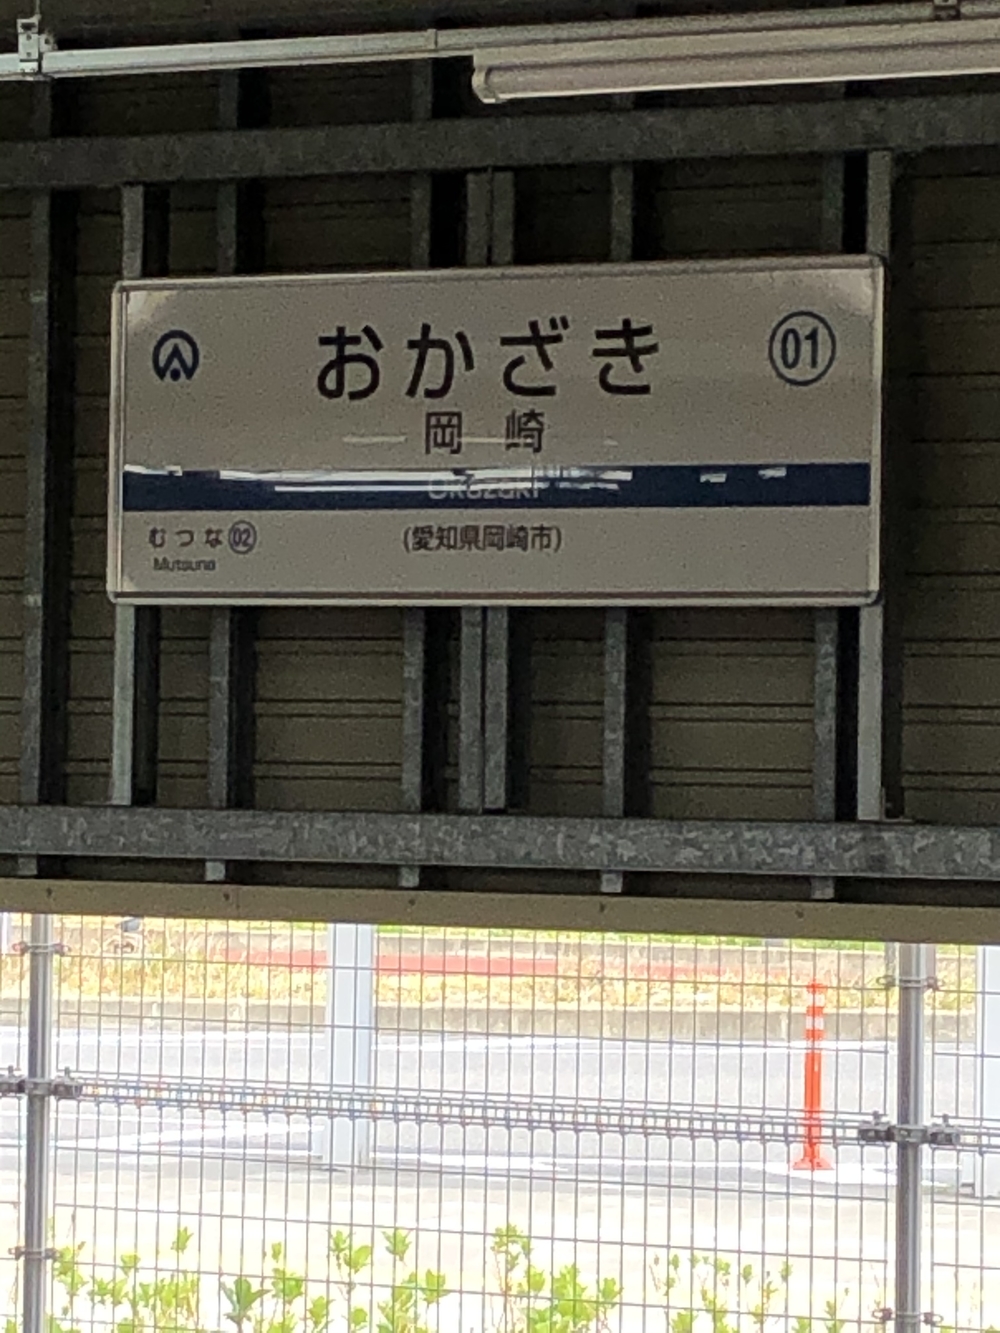 おかざき 01
岡崎
Okazaki
むつな 02 (愛知県岡崎市)
Mutsuna